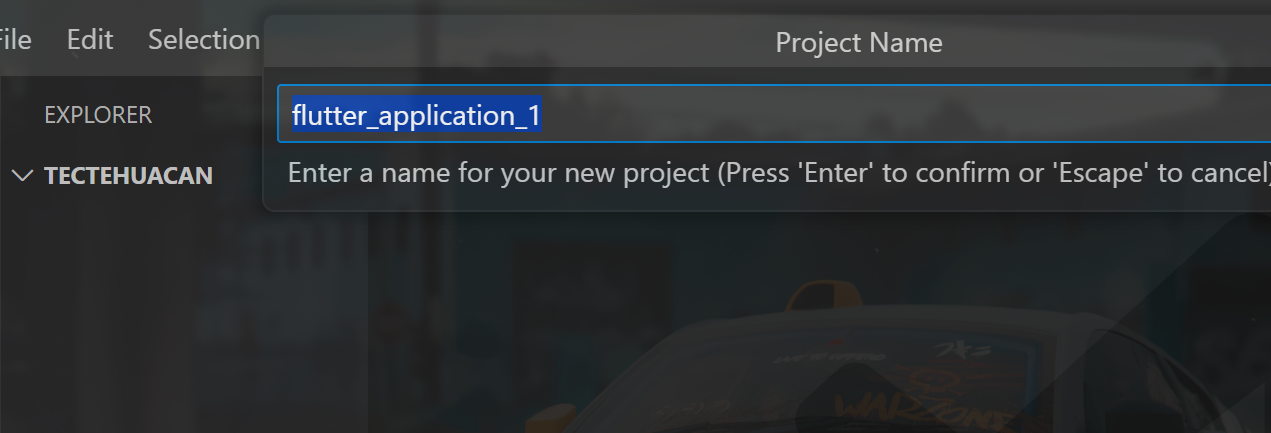 File Edit Selection
Project Name
EXPLORER
flutter_application_1
TECTEHUACAN
Enter a name for your new project (Press 'Enter' to confirm or 'Escape' to cancel)
WARZONE